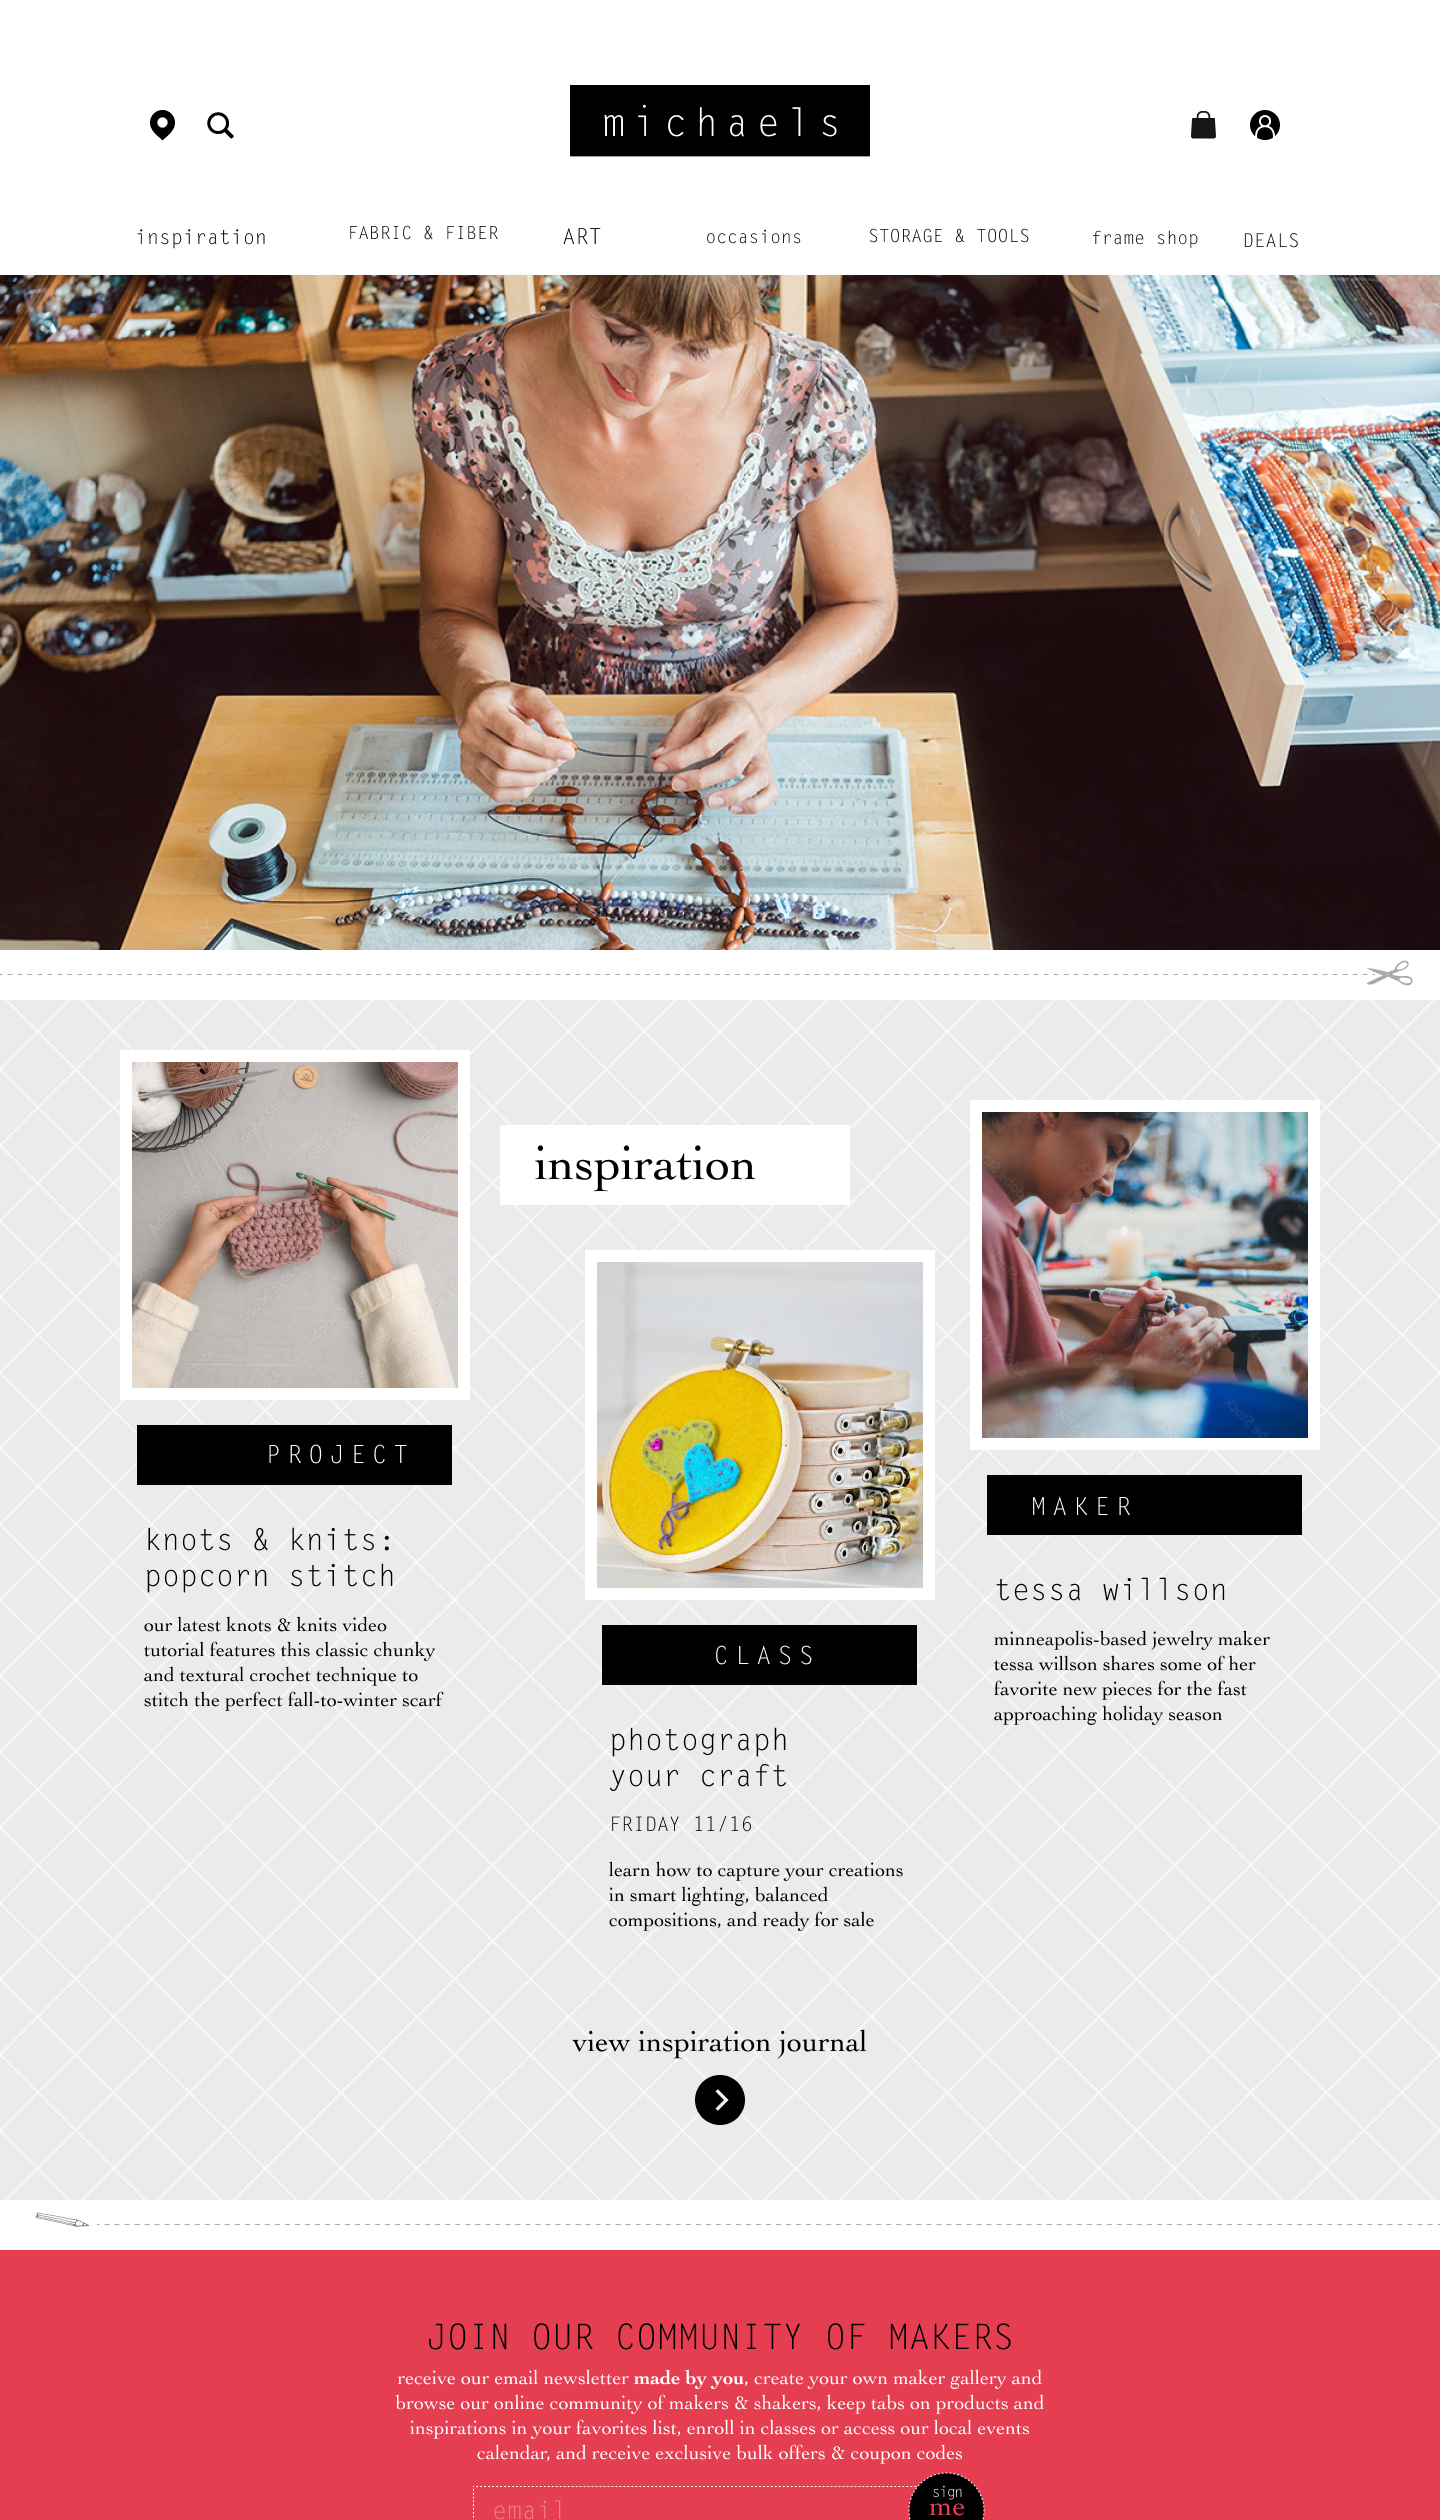 michaels
inspiration
FABRIC & FIBER
ART
occasions
STORAGE & TOOLS
frame shop
DEALS
inspiration
PROJECT
knots & knits:
popcorn stitch
our latest knots & knits video
tutorial features this classic chunky
and textural crochet technique to
stitch the perfect fall-to-winter scarf
CLASS
photograph
your craft
FRIDAY 11/16
learn how to capture your creations
in smart lighting, balanced
compositions, and ready for sale
MAKER
tessa willson
minneapolis-based jewelry maker
tessa willson shares some of her
favorite new pieces for the fast
approaching holiday season
view inspiration journal
JOIN OUR COMMUNITY OF MAKERS
receive our email newsletter made by you, create your own maker gallery and
browse our online community of makers & shakers, keep tabs on products and
inspirations in your favorites list, enroll in classes or access our local events
calendar, and receive exclusive bulk offers & coupon codes
email
sign
me